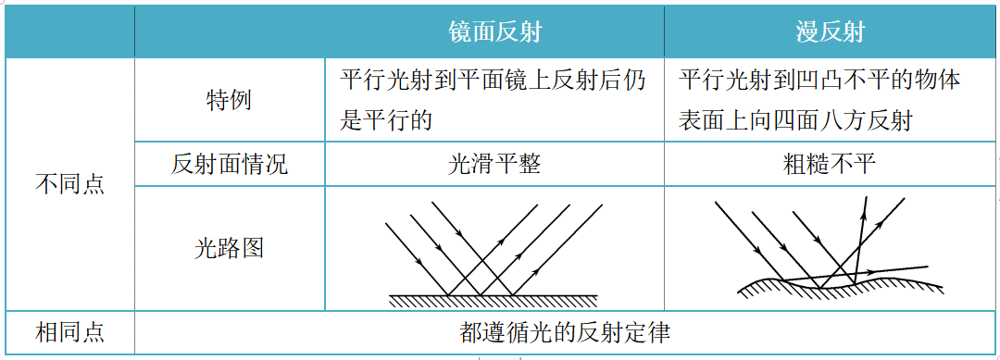 镜面反射 漫反射
不同点
特例
平行光射到平面镜上反射后仍
是平行的
平行光射到凹凸不平的物体
表面上向四面八方反射
反射面情况 光滑平整 粗糙不平
光路图
相同点 都遵循光的反射定律